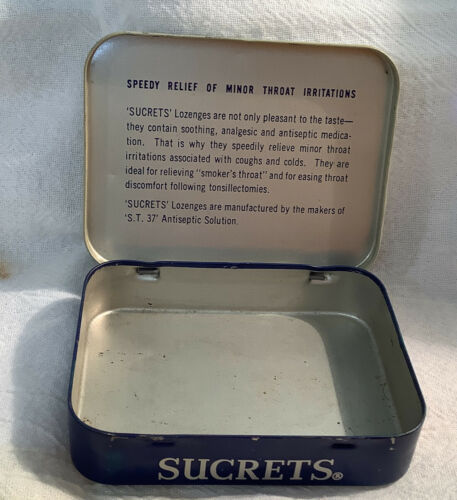 SPEEDY RELIEF OF MINOR THROAT IRRITATIONS
'SUCRETS' Lozenges are not only pleasant to the taste—
they contain soothing, analgesic and antiseptic medica-
tion. That is why they speedily relieve minor throat
irritations associated with coughs and colds. They are
ideal for relieving "smoker's throat" and for easing throat
discomfort following tonsillectomies.
'SUCRETS' Lozenges are manufactured by the makers of
'S.T. 37' Antiseptic Solution.
SUCRETS®